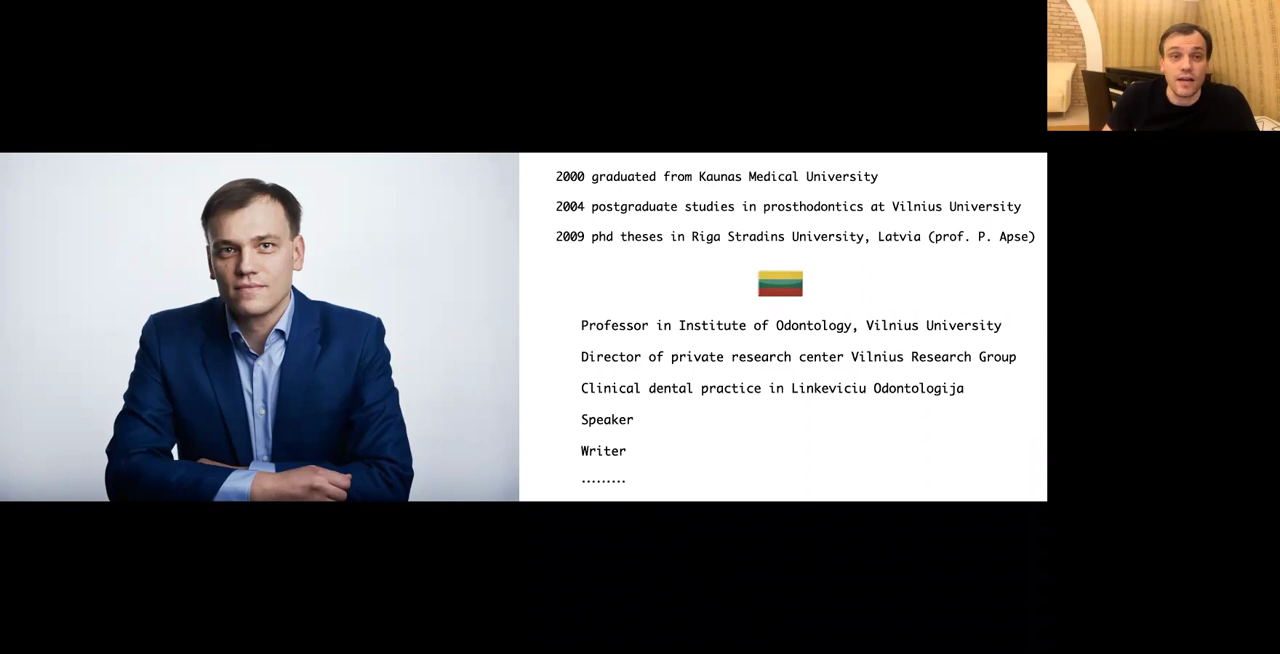 2000 graduated from Kaunas Medical University
2004 postgraduate studies in prosthodontics at Vilnius University
2009 phd theses in Riga Stradins University, Latvia (prof. P. Apse)
Professor in Institute of Odontology, Vilnius University
Director of private research center Vilnius Research Group
Clinical dental practice in Linkeviciu Odontologija
Speaker
Writer
.........